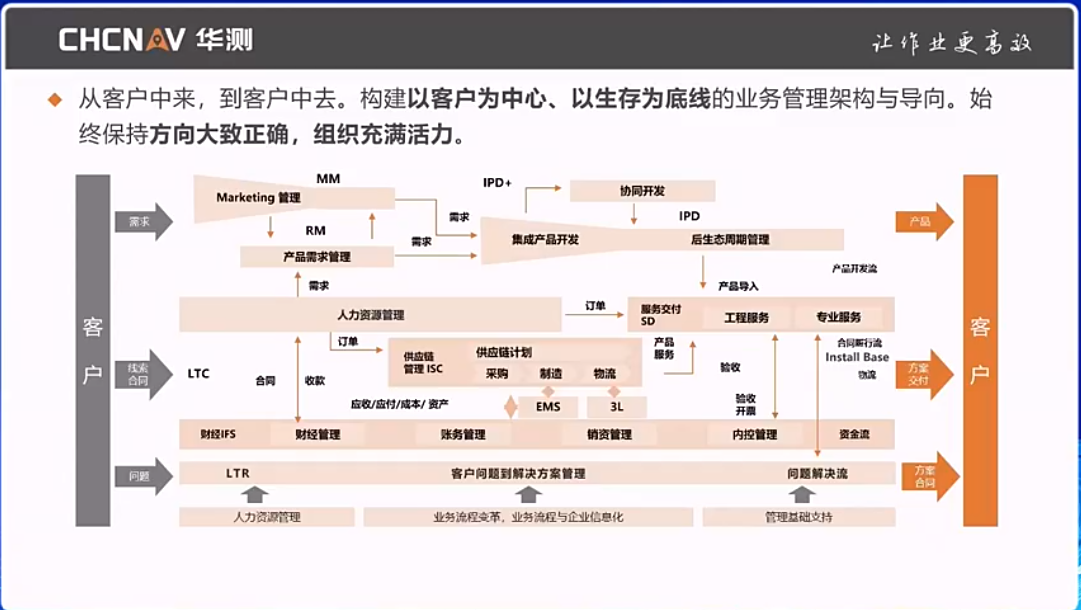 CHCNAV 华测
让作业更高效
从客户中来，到客户中去。构建以客户为中心、以生存为底线的业务管理架构与导向。始
终保持方向大致正确，组织充满活力。
MM
Marketing 管理
IPD+
协同开发
需求
需求
IPD
产品
RM
需求
集成产品开发
后生态周期管理
产品需求管理
产品开发流
需求
产品导入
人力资源管理
订单
服务交付
SD
工程服务
专业服务
客户
客户
订单
供应链
管理 ISC
供应链计划
采购
制造
物流
产品
服务
验收
合同履行流
Install Base
物流
线索
合同
LTC
合同
收款
方案
交付
应收/应付/成本/ 资产
EMS
3L
验收
开票
财经IFS
财经管理
账务管理
销资管理
内控管理
资金流
问题
LTR
客户问题到解决方案管理
问题解决流
方案
合同
人力资源管理
业务流程变革，业务流程与企业信息化
管理基础支持